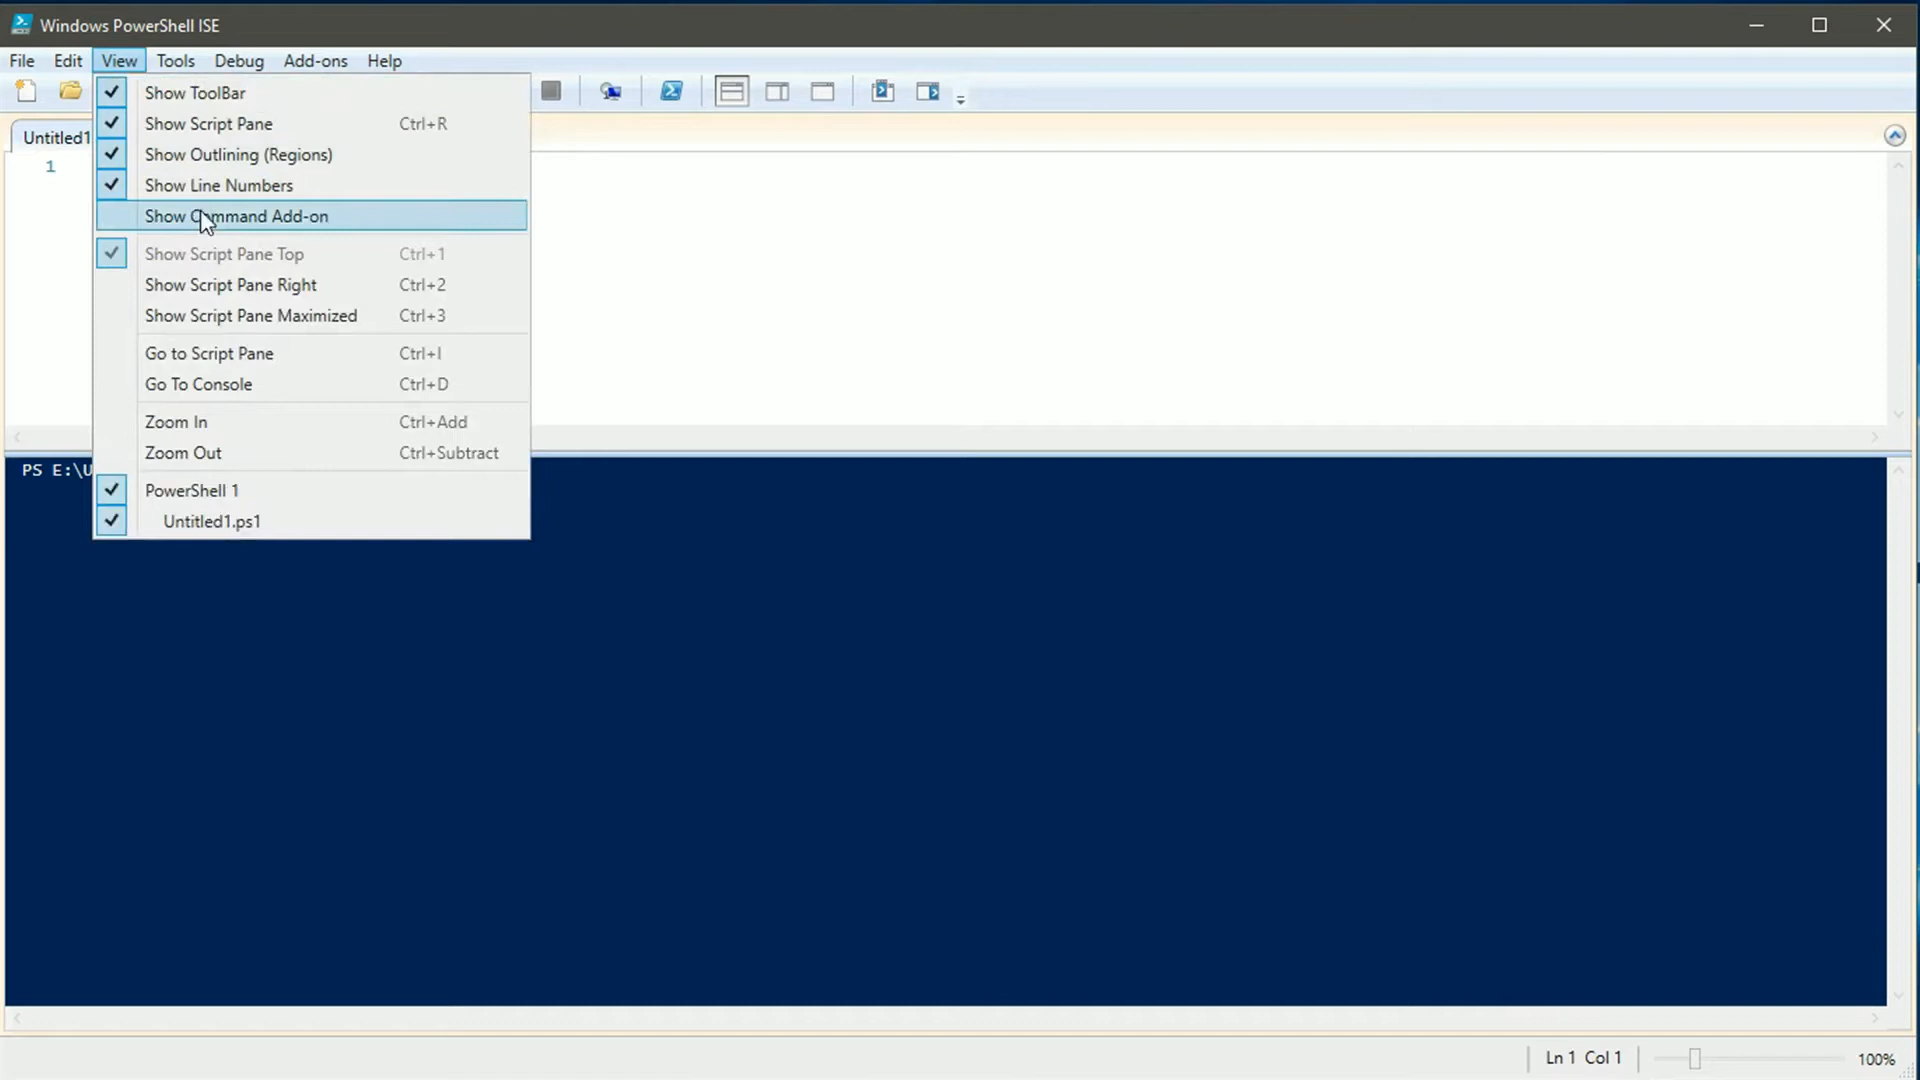 Windows PowerShell ISE
File Edit View Tools Debug Add-ons Help
Show ToolBar
Untitled1
Show Script Pane Ctrl+R
Show Outlining (Regions)
1
Show Line Numbers
Show Command Add-on
Show Script Pane Top Ctrl+1
Show Script Pane Right Ctrl+2
Show Script Pane Maximized Ctrl+3
Go to Script Pane Ctrl+I
Go To Console Ctrl+D
Zoom In Ctrl+Add
Zoom Out Ctrl+Subtract
PS E:\U
PowerShell 1
Untitled1.ps1
Ln 1 Col 1 100%